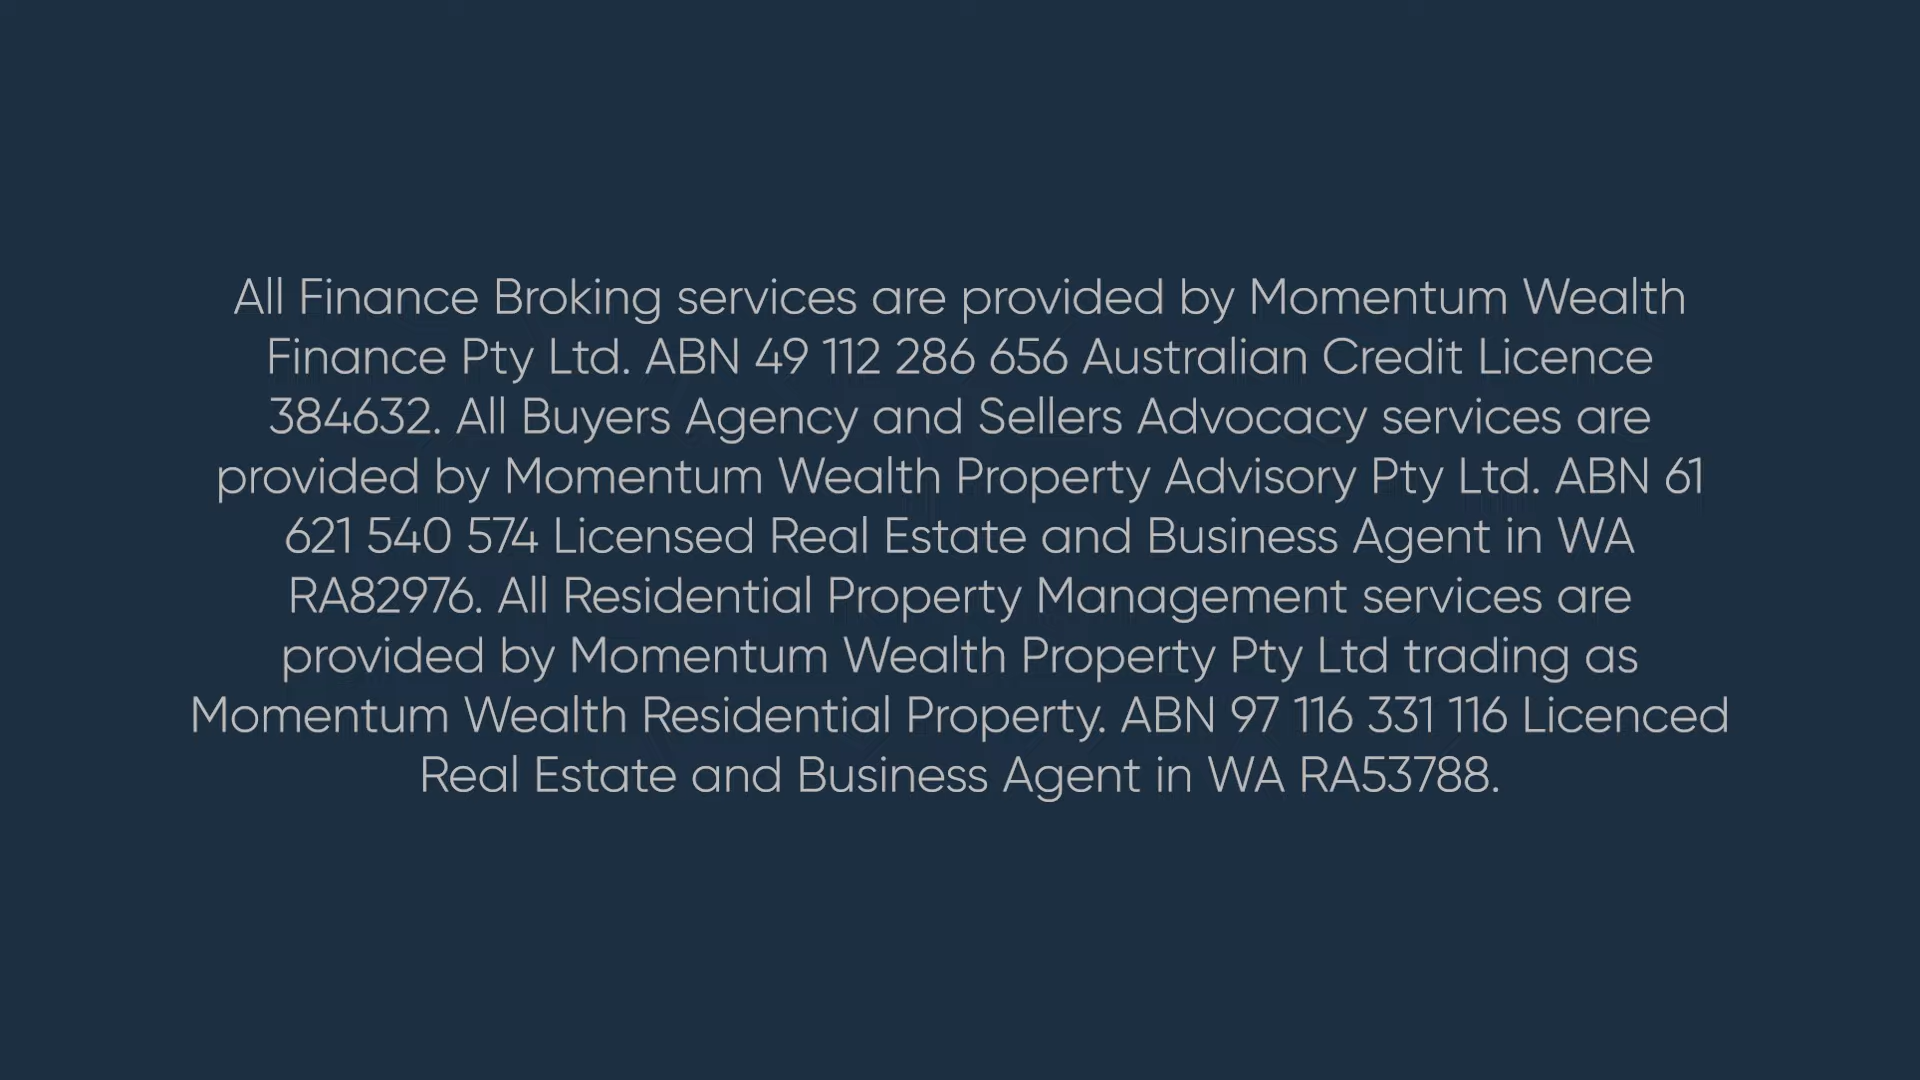 All Finance Broking services are provided by Momentum Wealth
Finance Pty Ltd. ABN 49 112 286 656 Australian Credit Licence
384632. All Buyers Agency and Sellers Advocacy services are
provided by Momentum Wealth Property Advisory Pty Ltd. ABN 61
621 540 574 Licensed Real Estate and Business Agent in WA
RA82976. All Residential Property Management services are
provided by Momentum Wealth Property Pty Ltd trading as
Momentum Wealth Residential Property. ABN 97 116 331 116 Licenced
Real Estate and Business Agent in WA RA53788.